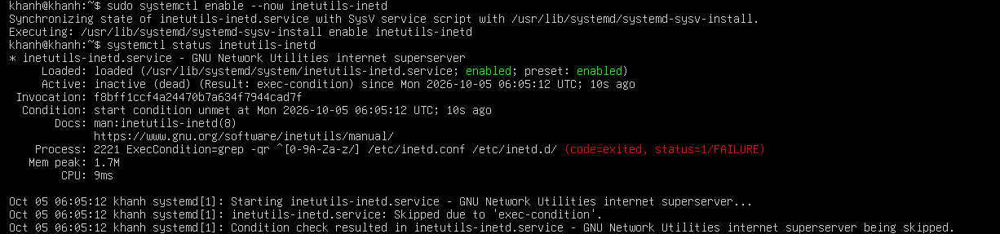 khanh@khanh:~$ sudo systemctl enable --now inetutils-inetd
Synchronizing state of inetutils-inetd.service with SysV service script with /usr/lib/systemd/systemd-sysv-install.
Executing: /usr/lib/systemd/systemd-sysv-install enable inetutils-inetd
khanh@khanh:~$ systemctl status inetutils-inetd
* inetutils-inetd.service - GNU Network Utilities internet superserver
     Loaded: loaded (/usr/lib/systemd/system/inetutils-inetd.service; enabled; preset: enabled)
     Active: inactive (dead) (Result: exec-condition) since Mon 2026-10-05 06:05:12 UTC; 10s ago
 Invocation: f8bff1ccf4a24470b7a634f7944cad7f
  Condition: start condition unmet at Mon 2026-10-05 06:05:12 UTC; 10s ago
       Docs: man:inetutils-inetd(8)
             https://www.gnu.org/software/inetutils/manual/
    Process: 2221 ExecCondition=grep -qr ^[0-9A-Za-z/] /etc/inetd.conf /etc/inetd.d/ (code=exited, status=1/FAILURE)
   Mem peak: 1.7M
        CPU: 9ms

Oct 05 06:05:12 khanh systemd[1]: Starting inetutils-inetd.service - GNU Network Utilities internet superserver...
Oct 05 06:05:12 khanh systemd[1]: inetutils-inetd.service: Skipped due to 'exec-condition'.
Oct 05 06:05:12 khanh systemd[1]: Condition check resulted in inetutils-inetd.service - GNU Network Utilities internet superserver being skipped.